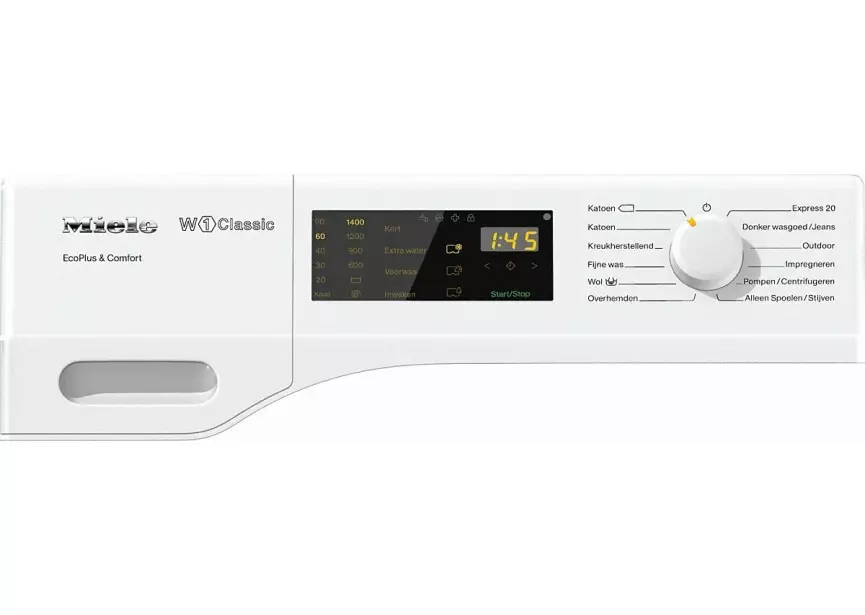 Miele
W1Classic
EcoPlus & Comfort
90 1400
60 1200
40 900
30 600
20
Koud
Kort
Extra water
Voorwas
Inweken
1:45
Start/Stop
Katoen
Katoen
Kreukherstellend
Fijne was
Wol
Overhemden
Express 20
Donker wasgoed/Jeans
Outdoor
Impregneren
Pompen/Centrifugeren
Alleen Spoelen/Stijven